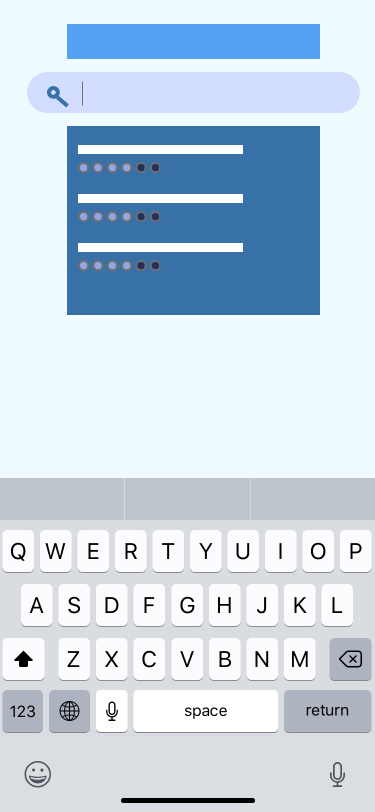 Q W E R T Y U I O P
A S D F G H J K L
Z X C V B N M
123 space return